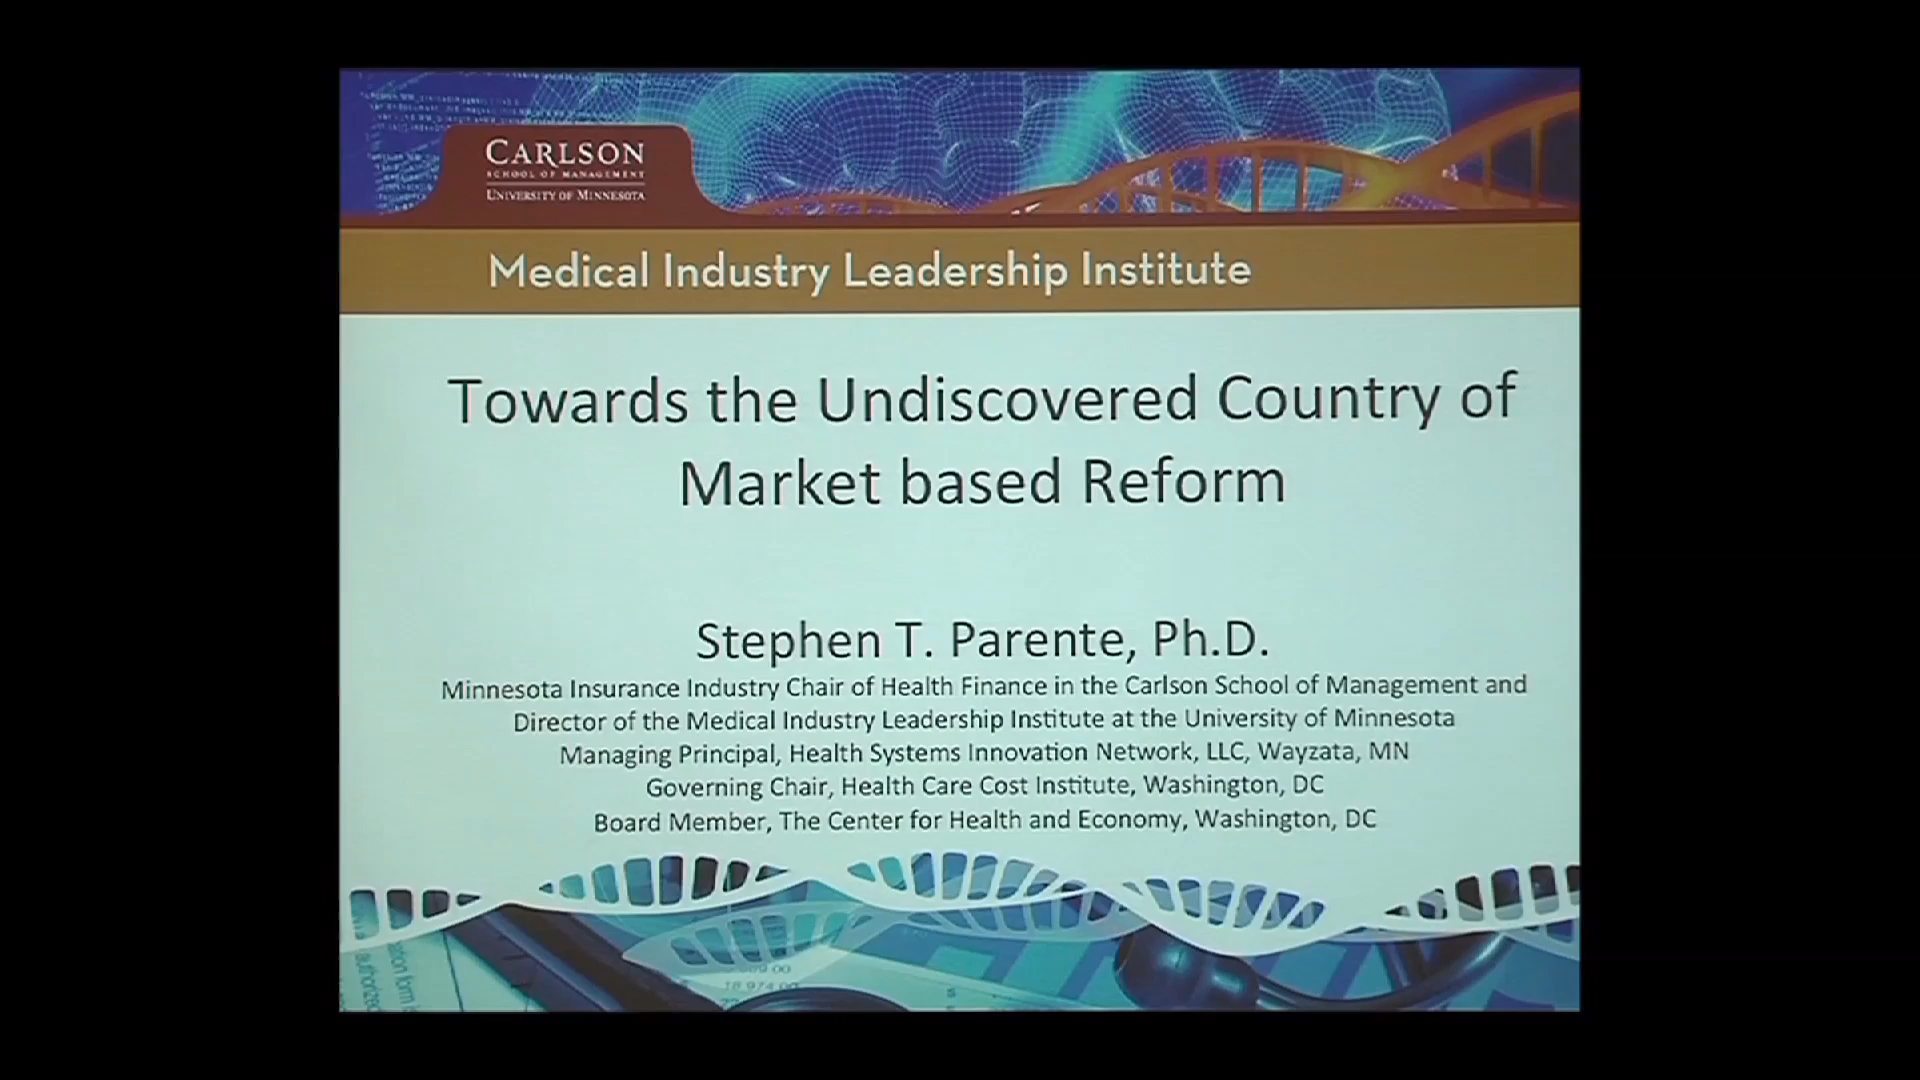 CARLSON
SCHOOL OF MANAGEMENT
UNIVERSITY OF MINNESOTA
Medical Industry Leadership Institute
Towards the Undiscovered Country of
Market based Reform
Stephen T. Parente, Ph.D.
Minnesota Insurance Industry Chair of Health Finance in the Carlson School of Management and
Director of the Medical Industry Leadership Institute at the University of Minnesota
Managing Principal, Health Systems Innovation Network, LLC, Wayzata, MN
Governing Chair, Health Care Cost Institute, Washington, DC
Board Member, The Center for Health and Economy, Washington, DC